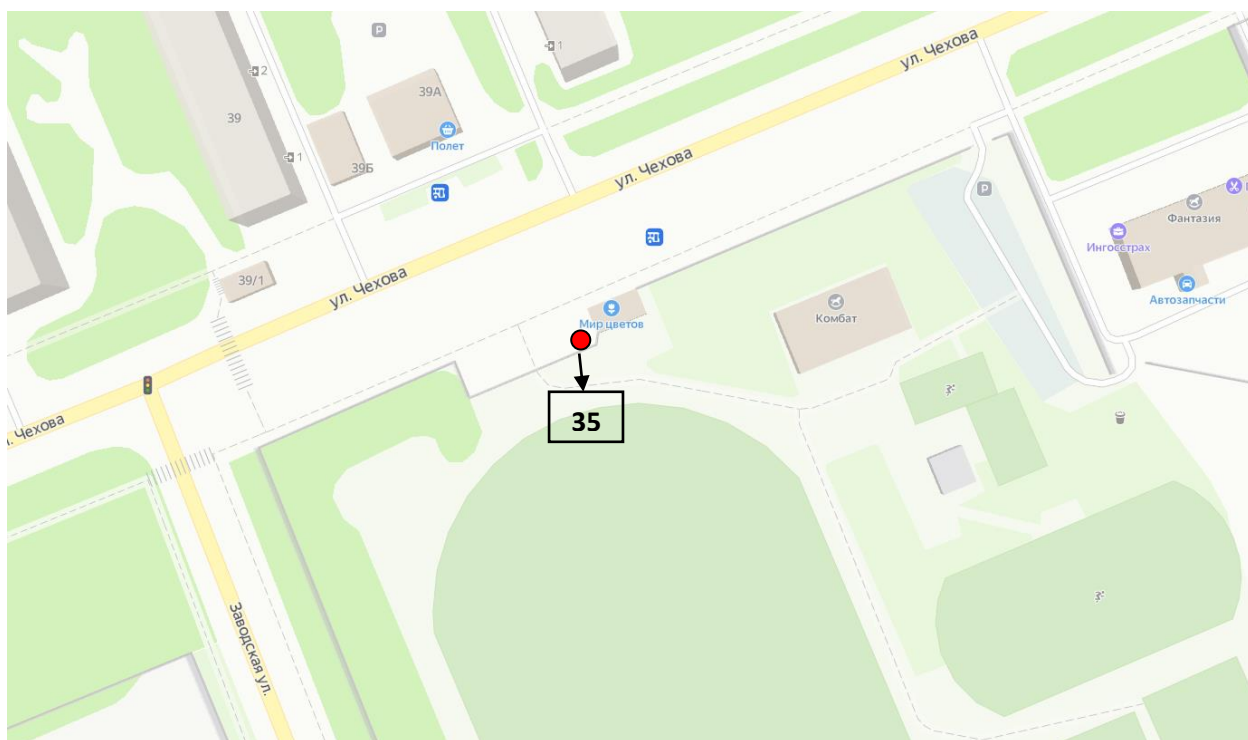 P
ул. Чехова
1
2
39А
39
Полет
1
39Б
ул. Чехова
P
Фантазия
Ингосстрах
39/1
ул. Чехова
Автозапчасти
Комбат
Мир цветов
35
. Чехова
Заводская ул.